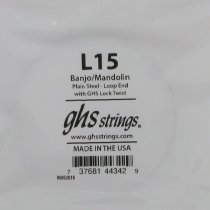 L15
Banjo/Mandolin
Plain Steel - Loop End
with GHS Lock Twist
ghs strings®
www.ghsstrings.com
MADE IN THE USA
7 37681 44342 9